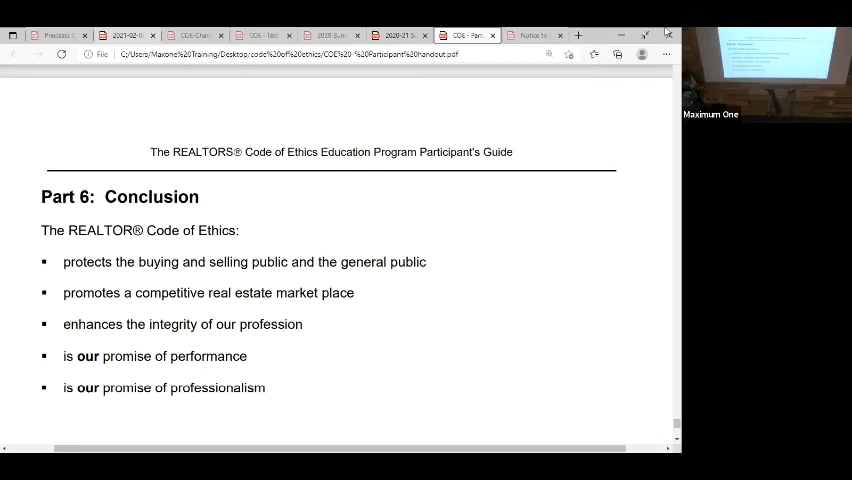 Preclass C
2021-02-0
COE/Chan
COE - Test
2020-Sum
2020-21 S
COE - Parti
Notice to
File
C:/Users/Maxone%20Training/Desktop/code%20of%20ethics/COE%20-%20Participant%20handout.pdf
Maximum One
The REALTORS® Code of Ethics Education Program Participant's Guide
Part 6: Conclusion
The REALTOR® Code of Ethics:
▪ protects the buying and selling public and the general public
▪ promotes a competitive real estate market place
▪ enhances the integrity of our profession
▪ is our promise of performance
▪ is our promise of professionalism